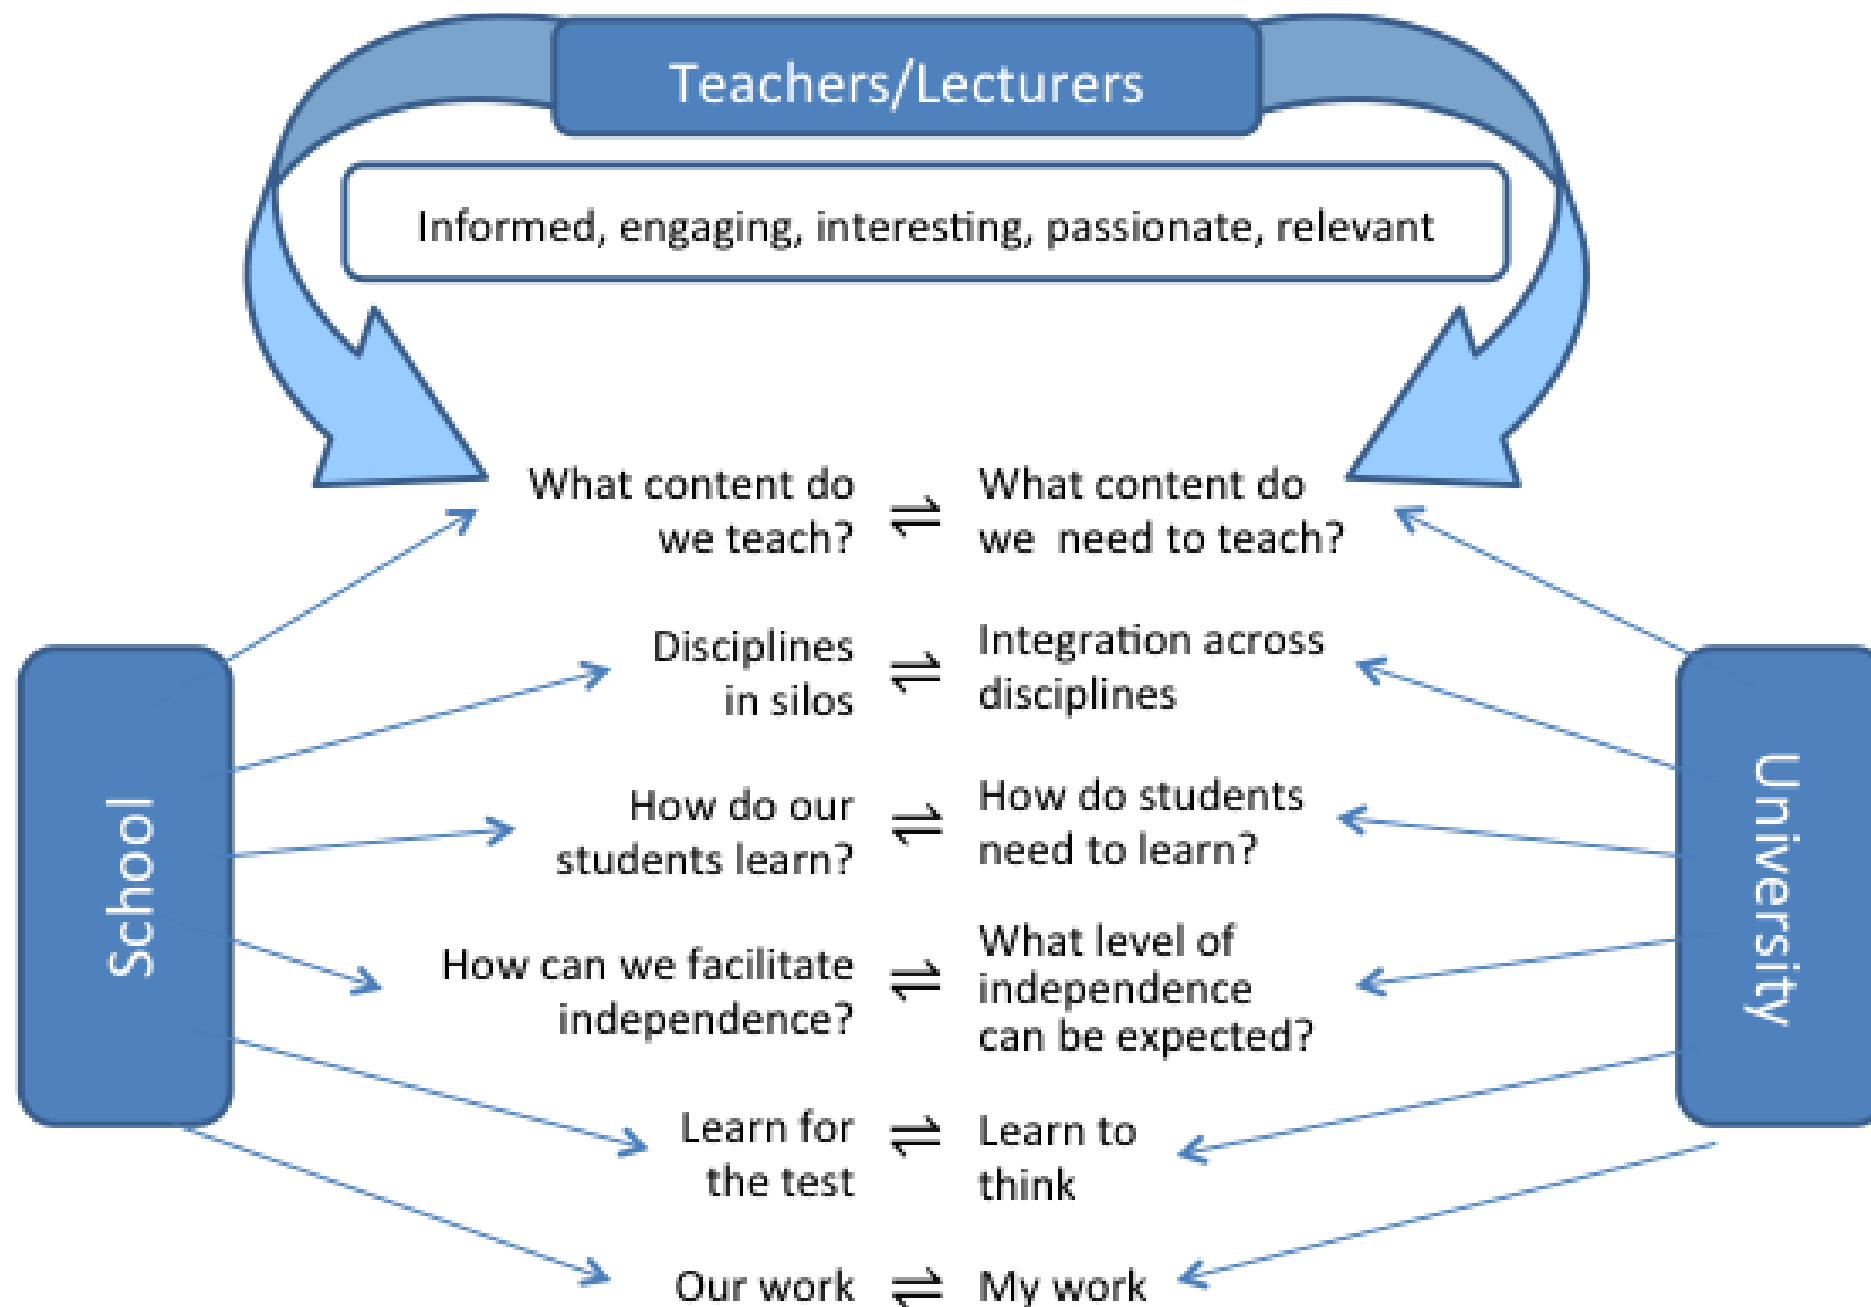 Teachers/Lecturers
Informed, engaging, interesting, passionate, relevant
What content do
we teach?
⇌
What content do
we need to teach?
Disciplines
in silos
⇌
Integration across
disciplines
How do our
students learn?
⇌
How do students
need to learn?
How can we facilitate
independence?
⇌
What level of
independence
can be expected?
Learn for
the test
⇌
Learn to
think
Our work
⇌
My work
School
University